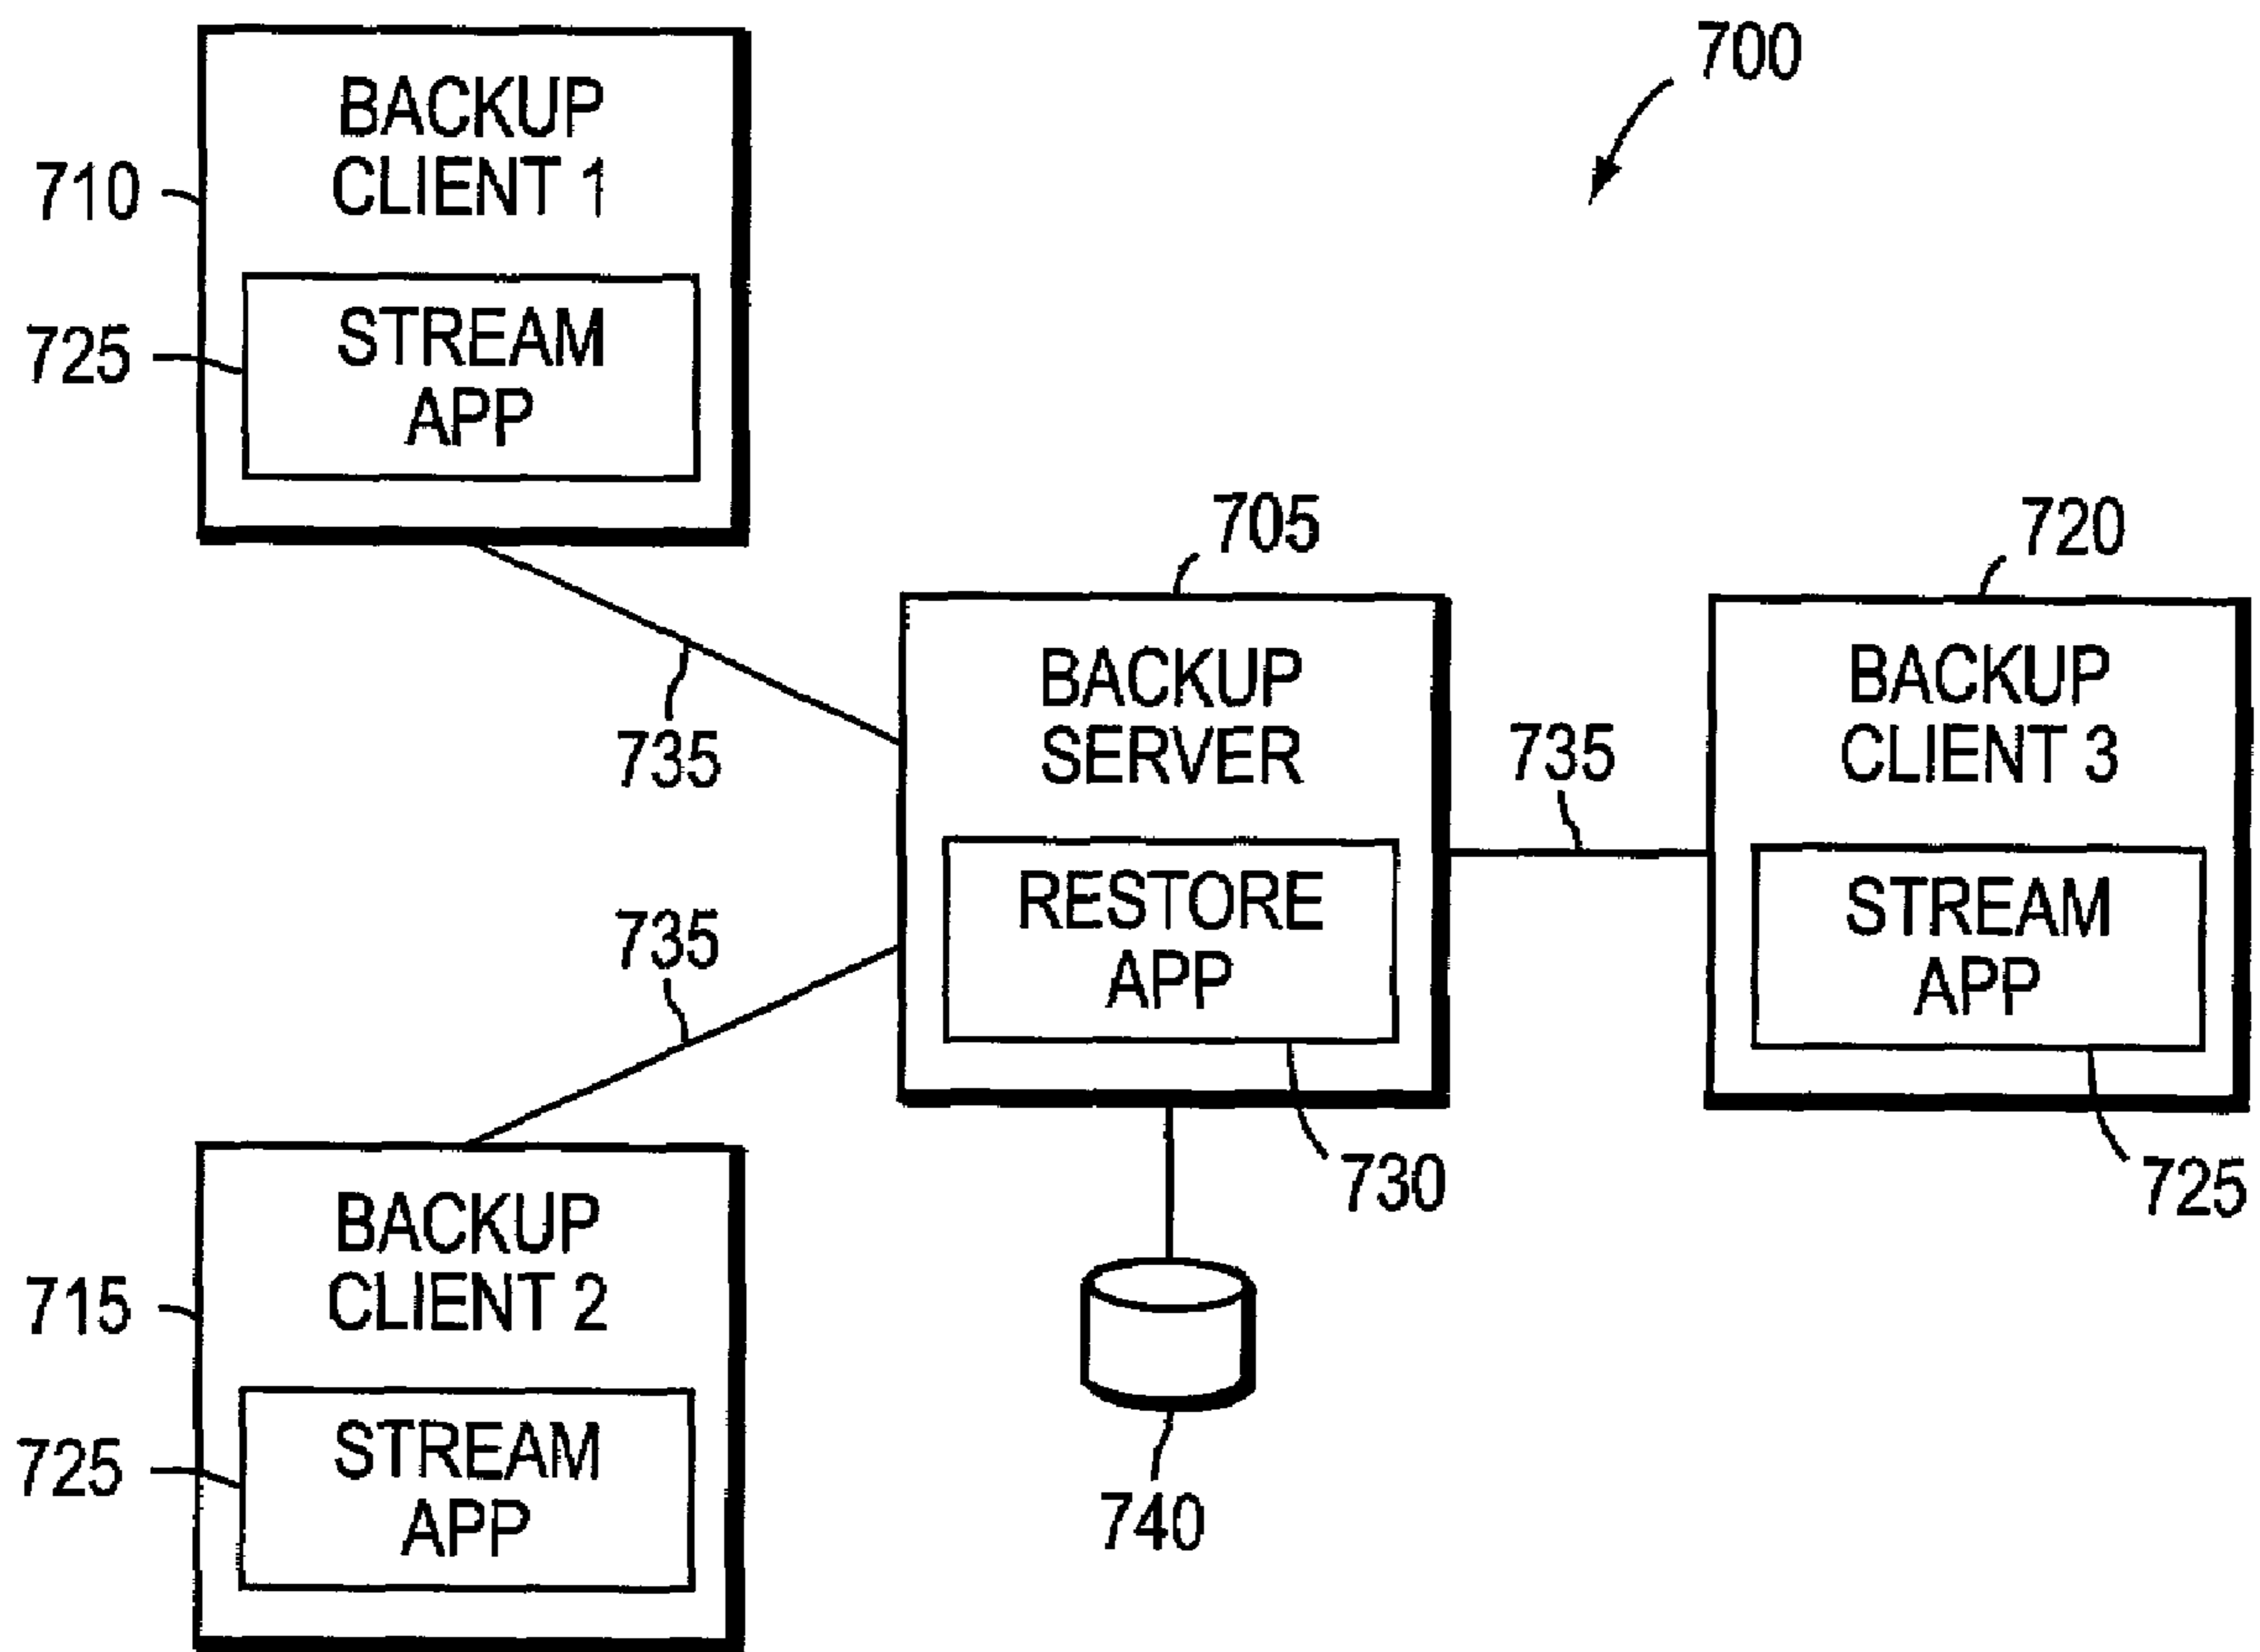 700
BACKUP
CLIENT 1
710
STREAM
APP
725
735
705
BACKUP
SERVER
RESTORE
APP
730
735
720
BACKUP
CLIENT 3
STREAM
APP
725
735
BACKUP
CLIENT 2
715
STREAM
APP
725
740